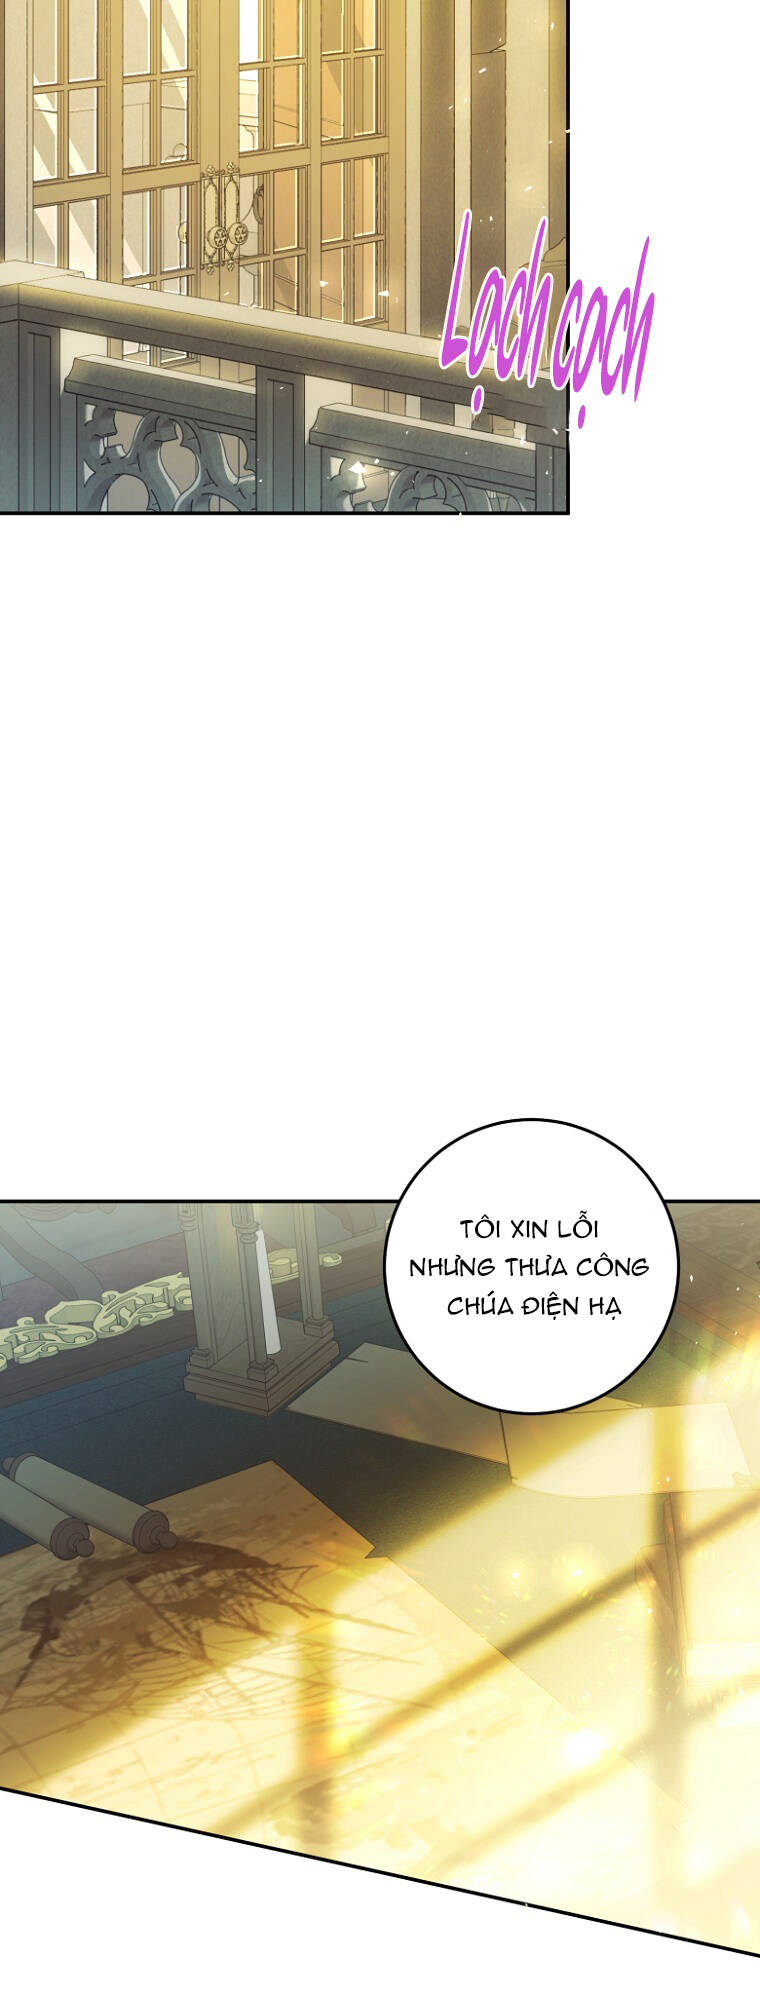 Lạch cạch
TÔI XIN LỖI
NHƯNG THƯA CÔNG
CHÚA ĐIỆN HẠ